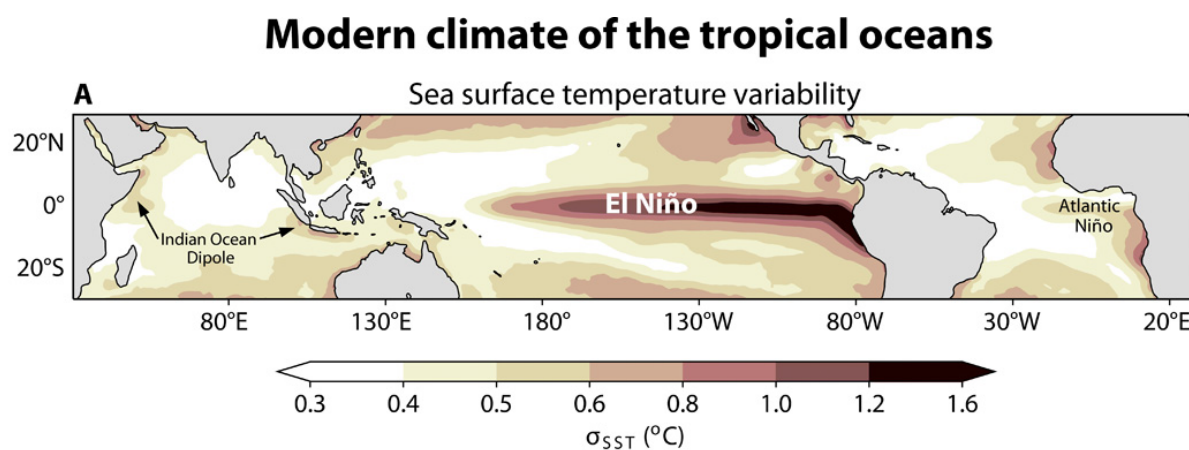 Modern climate of the tropical oceans
A
Sea surface temperature variability
20°N
0°
20°S
El Niño
Indian Ocean
Dipole
Atlantic
Niño
80°E 130°E 180° 130°W 80°W 30°W 20°E
0.3 0.4 0.5 0.6 0.8 1.0 1.2 1.6
σSST (°C)